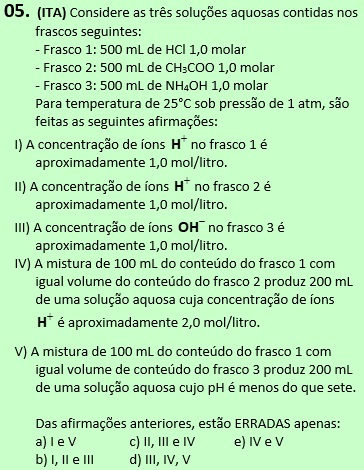 05. (ITA) Considere as três soluções aquosas contidas nos
frascos seguintes:
- Frasco 1: 500 mL de HCl 1,0 molar
- Frasco 2: 500 mL de CH₃COO 1,0 molar
- Frasco 3: 500 mL de NH₄OH 1,0 molar
Para temperatura de 25°C sob pressão de 1 atm, são
feitas as seguintes afirmações:
I) A concentração de íons H⁺ no frasco 1 é
aproximadamente 1,0 mol/litro.
II) A concentração de íons H⁺ no frasco 2 é
aproximadamente 1,0 mol/litro.
III) A concentração de íons OH⁻ no frasco 3 é
aproximadamente 1,0 mol/litro.
IV) A mistura de 100 mL do conteúdo do frasco 1 com
igual volume do conteúdo do frasco 2 produz 200 mL
de uma solução aquosa cuja concentração de íons
H⁺ é aproximadamente 2,0 mol/litro.
V) A mistura de 100 mL do conteúdo do frasco 1 com
igual volume de conteúdo do frasco 3 produz 200 mL
de uma solução aquosa cujo pH é menos do que sete.
Das afirmações anteriores, estão ERRADAS apenas:
a) I e V c) II, III e IV e) IV e V
b) I, II e III d) III, IV, V